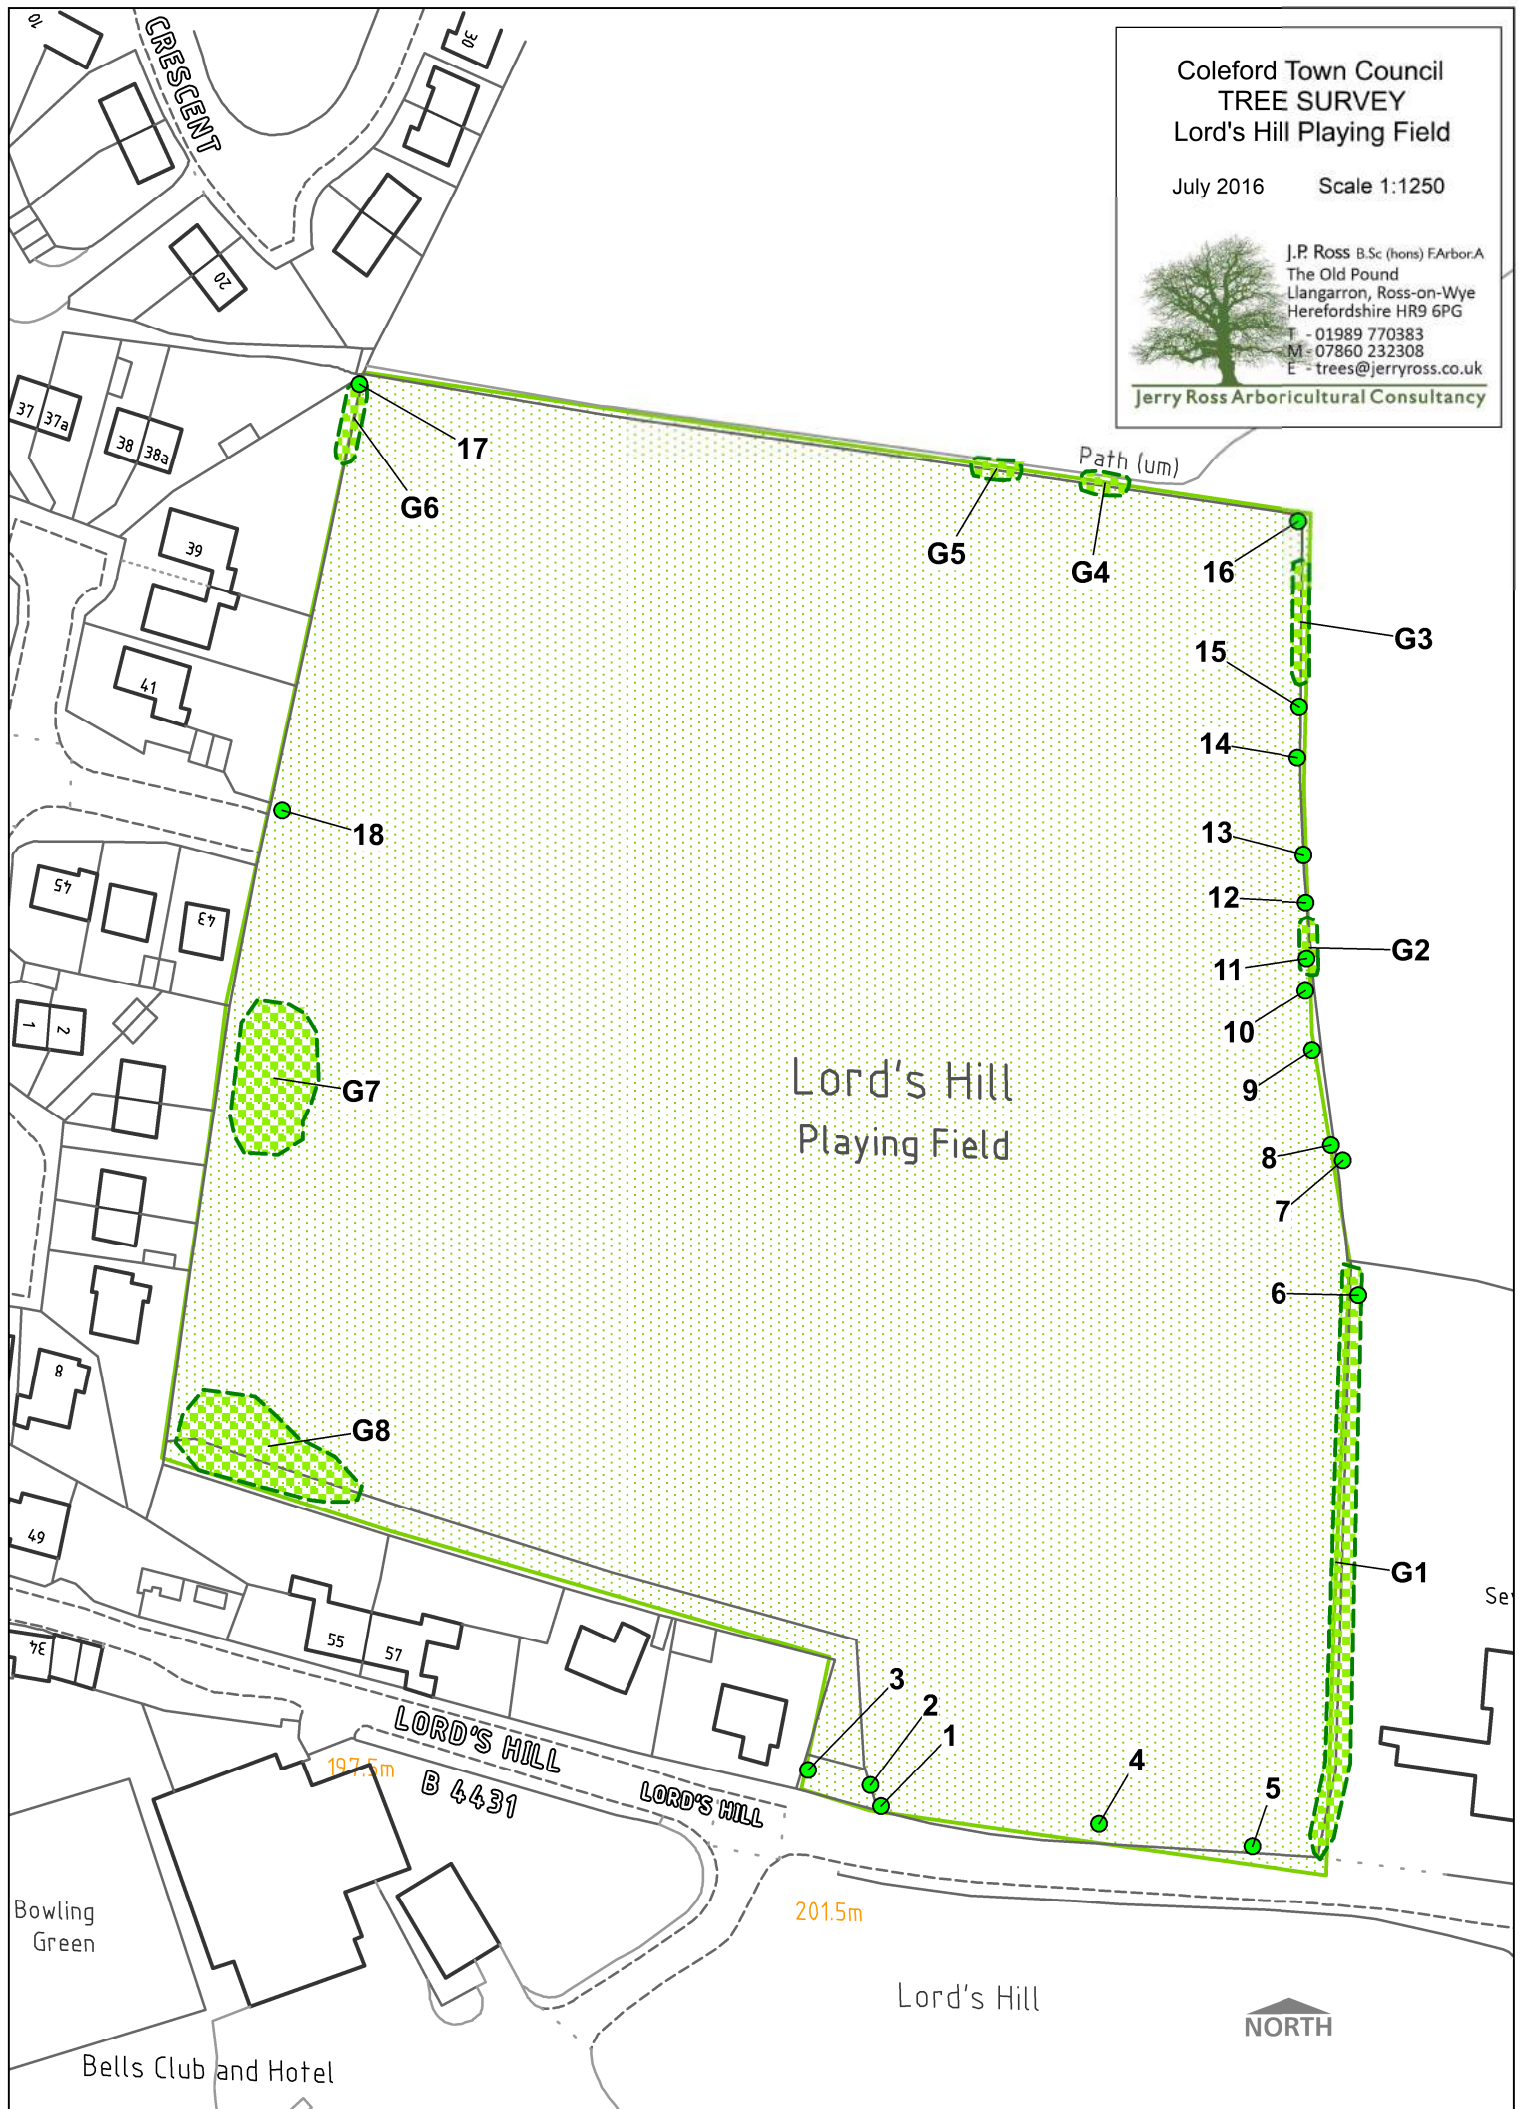 Coleford Town Council
TREE SURVEY
Lord's Hill Playing Field
July 2016 Scale 1:1250
J.P. Ross B.Sc (hons) F.Arbor.A
The Old Pound
Llangarron, Ross-on-Wye
Herefordshire HR9 6PG
T - 01989 770383
M - 07860 232308
E - trees@jerryross.co.uk
Jerry Ross Arboricultural Consultancy
10
CRESCENT
30
20
37
37a
38
38a
17
G6
Path (um)
G5
G4
16
39
G3
15
41
14
18
13
45
43
12
G2
11
10
1
2
9
Lord's Hill
Playing Field
G7
8
7
6
8
G8
49
G1
55
57
34
3
2
1
4
5
LORD'S HILL
B 4431
LORD'S HILL
197.5m
201.5m
Bowling
Green
Lord's Hill
NORTH
Bells Club and Hotel